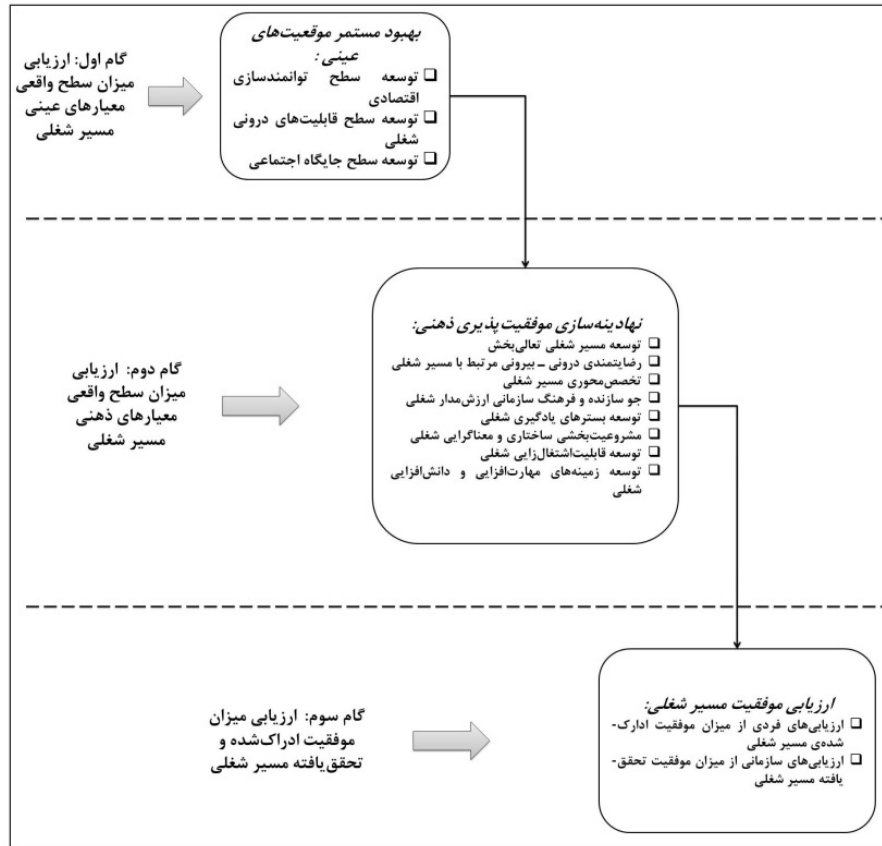 گام اول: ارزیابی
میزان سطح واقعی
معیارهای عینی
مسیر شغلی
بهبود مستمر موقعیت‌های
عینی:
❑ توسعه سطح توانمندسازی
اقتصادی
❑ توسعه سطح قابلیت‌های درونی
شغلی
❑ توسعه سطح جایگاه اجتماعی
گام دوم: ارزیابی
میزان سطح واقعی
معیارهای ذهنی
مسیر شغلی
نهادینه‌سازی موفقیت‌پذیری ذهنی:
❑ توسعه مسیر شغلی تعالی‌بخش
❑ رضایتمندی درونی – بیرونی مرتبط با مسیر شغلی
❑ تخصص‌محوری مسیر شغلی
❑ جو سازنده و فرهنگ سازمانی ارزش‌مدار شغلی
❑ توسعه بسترهای یادگیری شغلی
❑ مشروعیت‌بخشی ساختاری و معناگرایی شغلی
❑ توسعه قابلیت‌اشتغال‌زایی شغلی
❑ توسعه زمینه‌های مهارت‌افزایی و دانش‌افزایی
شغلی
گام سوم: ارزیابی میزان
موفقیت ادراک‌شده و
تحقق‌یافته مسیر شغلی
ارزیابی موفقیت مسیر شغلی:
❑ ارزیابی‌های فردی از میزان موفقیت ادارک-
شده‌ی مسیر شغلی
❑ ارزیابی‌های سازمانی از میزان موفقیت تحقق-
یافته مسیر شغلی